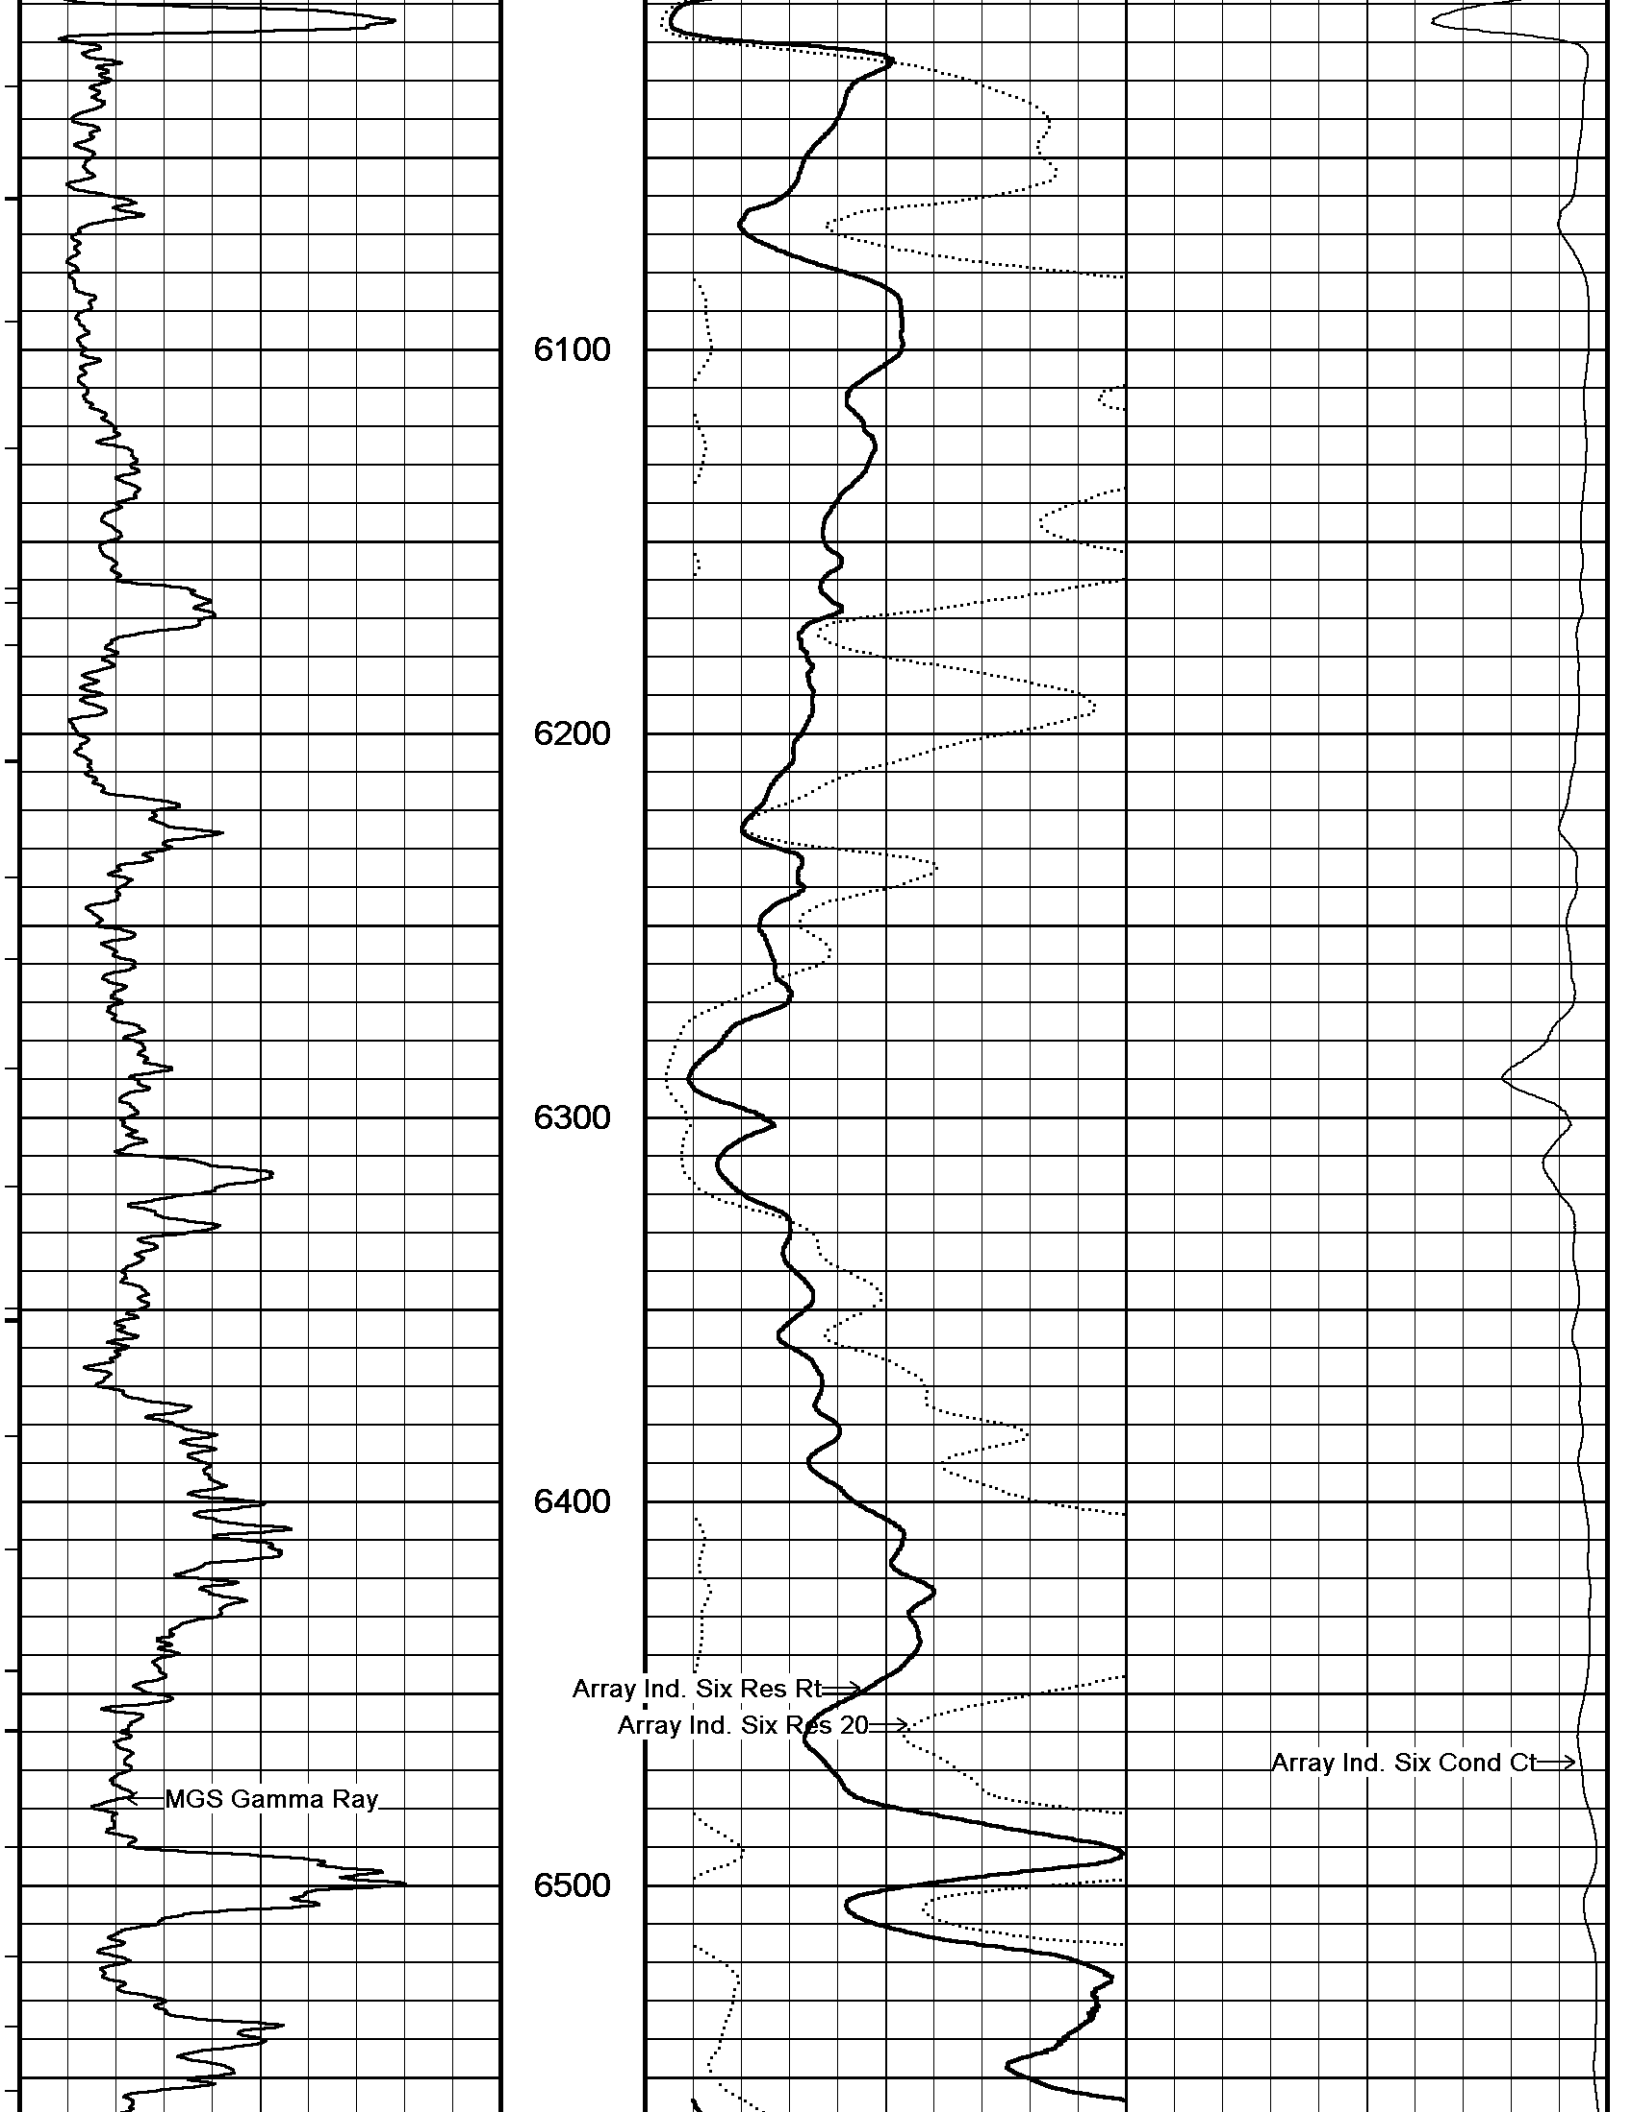 6100
6200
6300
6400
Array Ind. Six Res Rt
Array Ind. Six Res 20
Array Ind. Six Cond Ct
MGS Gamma Ray
6500